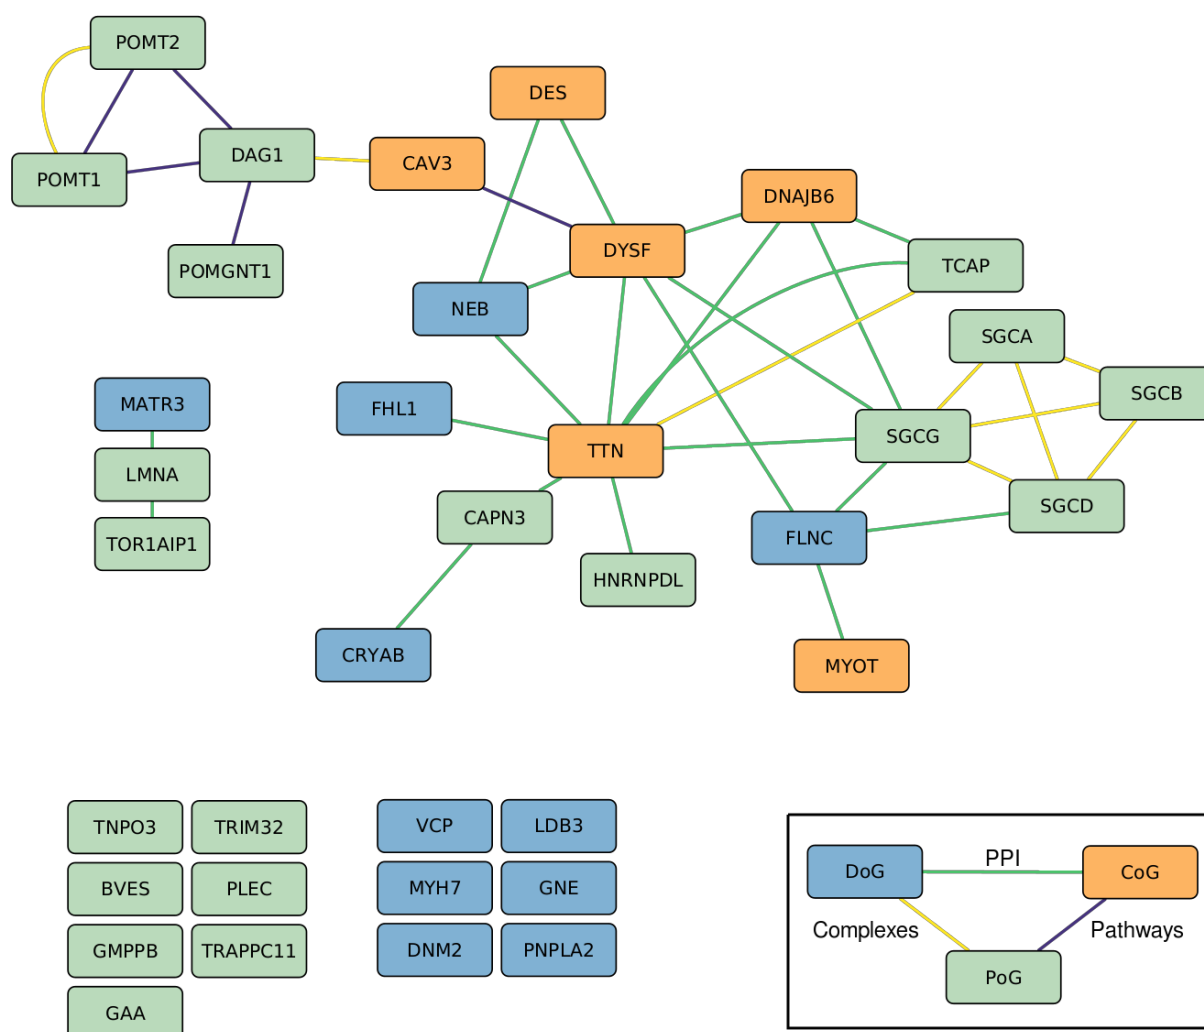 POMT2
DES
DAG1
CAV3
POMT1
DNAJB6
DYSF
TCAP
POMGNT1
NEB
SGCA
SGCB
MATR3
FHL1
SGCG
TTN
LMNA
SGCD
CAPN3
FLNC
TOR1AIP1
HNRNPDL
CRYAB
MYOT
TNPO3 TRIM32
BVES PLEC
GMPPB TRAPPC11
GAA
VCP LDB3
MYH7 GNE
DNM2 PNPLA2
DoG PPI CoG
Complexes Pathways
PoG